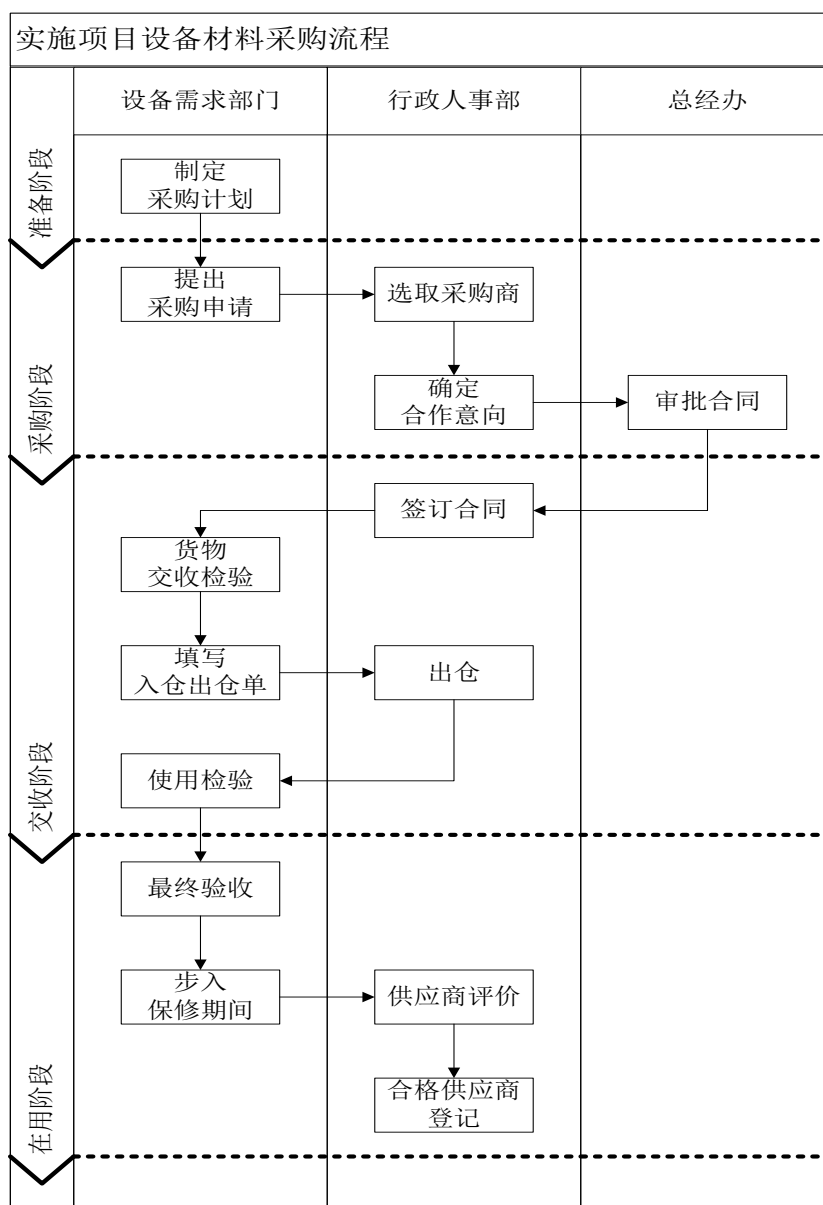 实施项目设备材料采购流程
设备需求部门
行政人事部
总经办
准备阶段
制定
采购计划
采购阶段
提出
采购申请
选取采购商
确定
合作意向
审批合同
交收阶段
签订合同
货物
交收检验
填写
入仓出仓单
出仓
使用检验
在用阶段
最终验收
步入
保修期间
供应商评价
合格供应商
登记